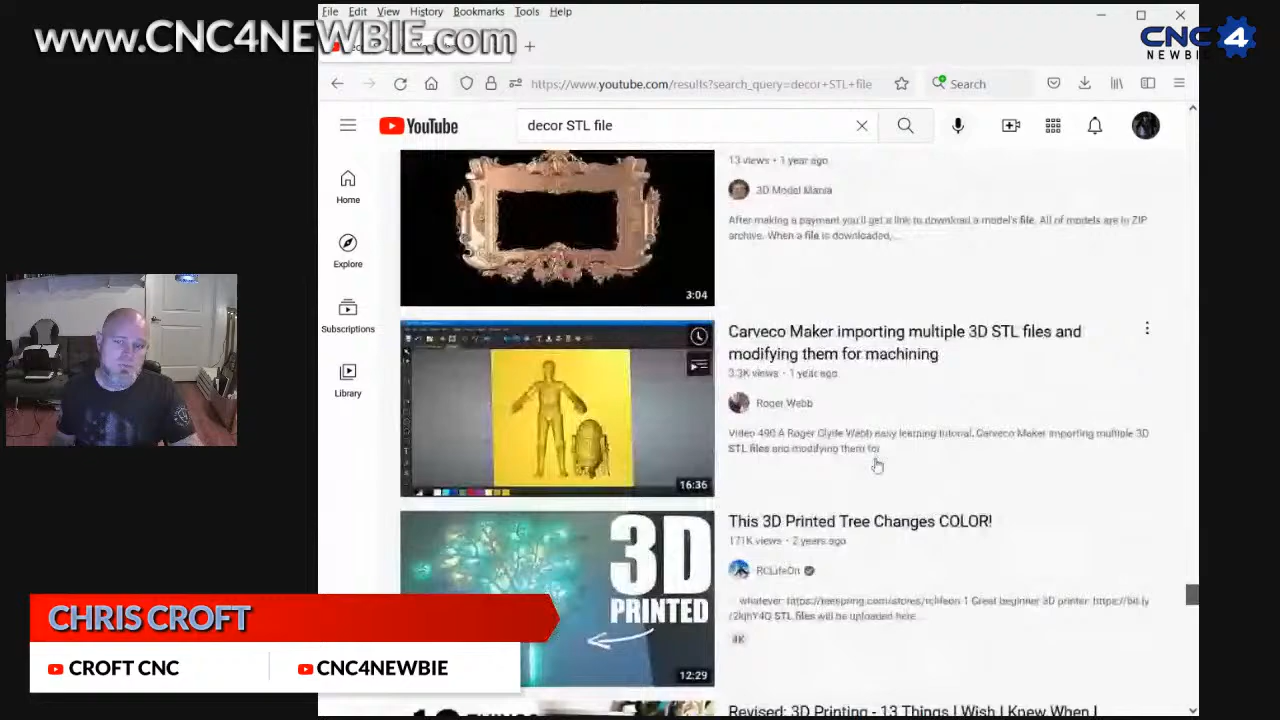 www.CNC4NEWBIE.com
CNC 4
NEWBIE
File Edit View History Bookmarks Tools Help
https://www.youtube.com/results?search_query=decor+STL+file
Search
YouTube
decor STL file
Home
Explore
Subscriptions
Library
13 views • 1 year ago
3D Model Mania
After making a payment you'll get a link to download a model's file. All of models are in ZIP
archive. When a file is downloaded,...
3:04
Carveco Maker importing multiple 3D STL files and
modifying them for machining
3.3K views • 1 year ago
Roger Webb
Video 490 A Roger Clyde Webb easy learning tutorial. Carveco Maker importing multiple 3D
STL files and modifying them for
16:36
This 3D Printed Tree Changes COLOR!
171K views • 2 years ago
RCLifeOn
STL files will be uploaded here...
4K
3D
PRINTED
12:29
Revised: 3D Printing - 13 Things I Wish I Knew When I
CHRIS CROFT
CROFT CNC
CNC4NEWBIE